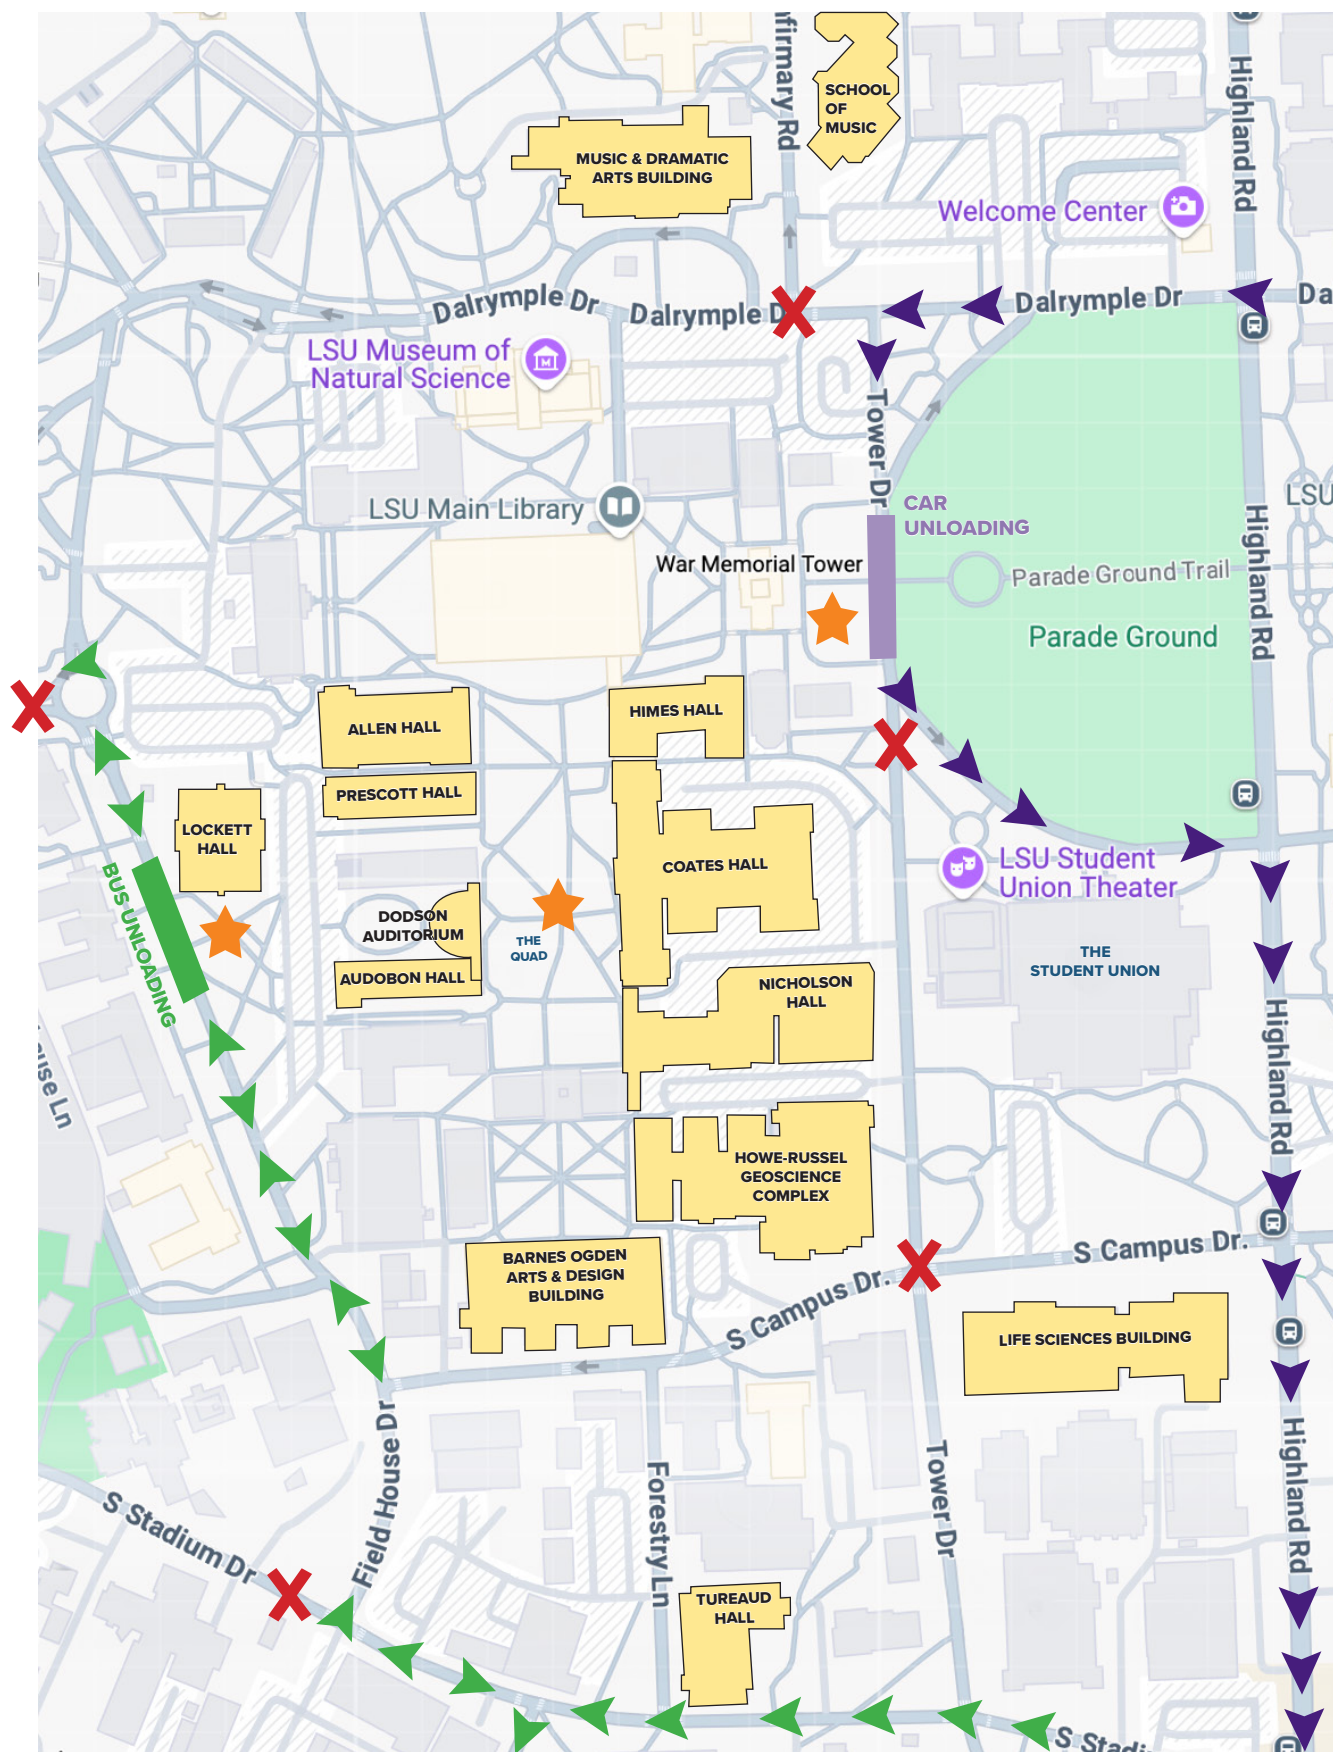 nfirmary Rd
SCHOOL
OF
MUSIC
Highland Rd
MUSIC & DRAMATIC
ARTS BUILDING
Welcome Center
Dalrymple Dr
Dalrymple D
Dalrymple Dr
Da
LSU Museum of
Natural Science
Tower Dr
LSU Main Library
CAR
UNLOADING
LSU
Highland Rd
War Memorial Tower
Parade Ground Trail
Parade Ground
ALLEN HALL
HIMES HALL
PRESCOTT HALL
LOCKETT
HALL
COATES HALL
LSU Student
Union Theater
BUS UNLOADING
DODSON
AUDITORIUM
THE
QUAD
THE
STUDENT UNION
AUDOBON HALL
NICHOLSON
HALL
Highland Rd
ouse Ln
HOWE-RUSSEL
GEOSCIENCE
COMPLEX
BARNES OGDEN
ARTS & DESIGN
BUILDING
S Campus Dr.
S Campus Dr.
LIFE SCIENCES BUILDING
Field House Dr
Forestry Ln
Tower Dr
Highland Rd
S Stadium Dr
TUREAUD
HALL
S Stadi